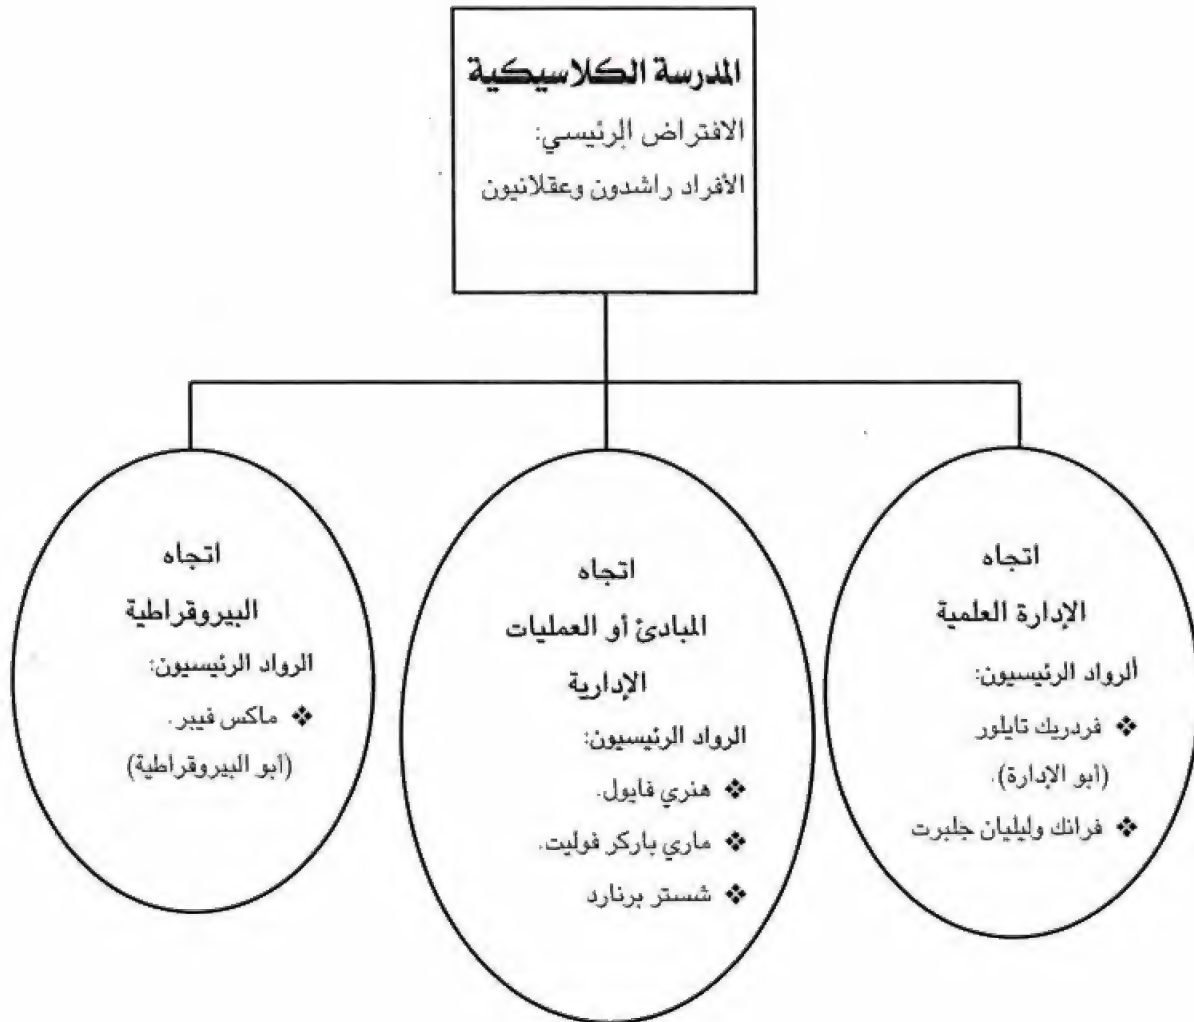 المدرسة الكلاسيكية
الافتراض الرئيسي:
الأفراد راشدون وعقلانيون
اتجاه
الإدارة العلمية
ألرواد الرئيسيون:
❖ فردريك تايلور
(أبو الإدارة).
❖ فرانك وليليان جلبرت
اتجاه
المبادئ أو العمليات
الإدارية
الرواد الرئيسيون:
❖ هنري فايول.
❖ ماري باركر فوليت.
❖ شستر برنارد
اتجاه
البيروقراطية
الرواد الرئيسيون:
❖ ماكس فيبر.
(أبو البيروقراطية)